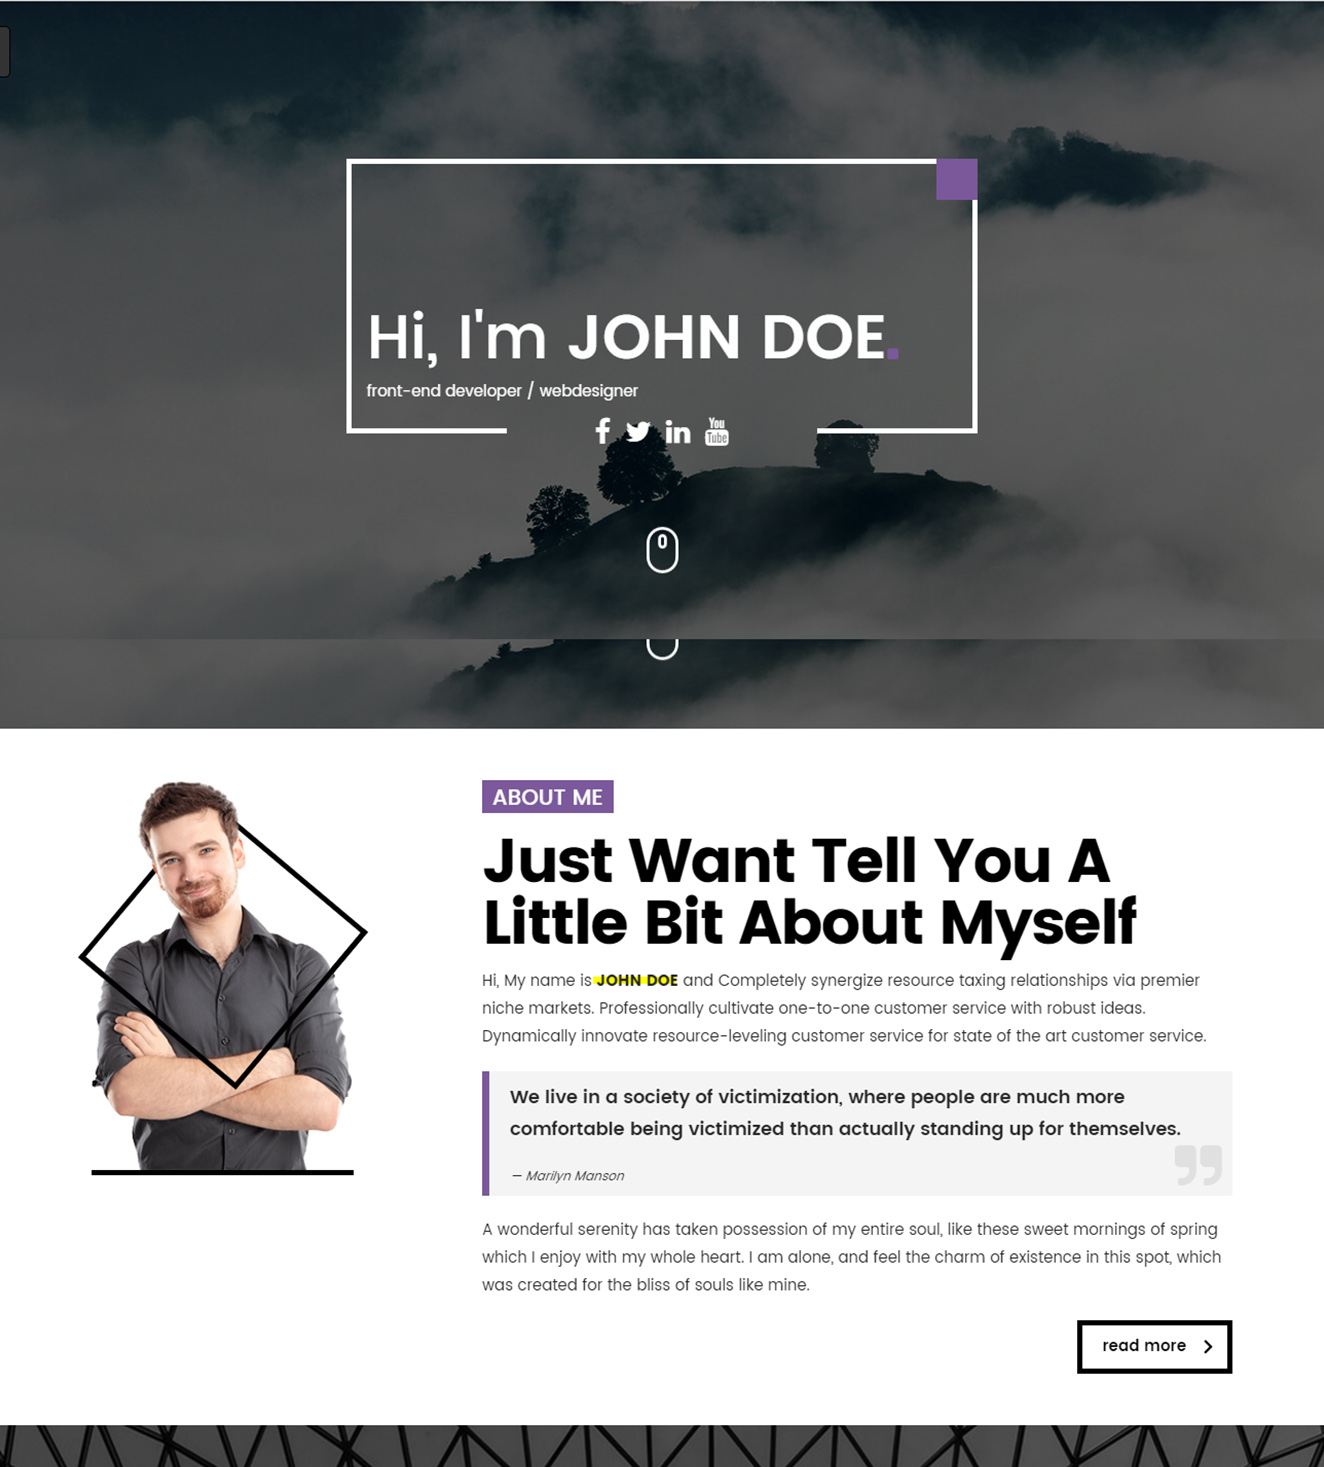 Hi, I'm JOHN DOE.
front-end developer / webdesigner
You
Tube
ABOUT ME
Just Want Tell You A
Little Bit About Myself
Hi, My name is JOHN DOE and Completely synergize resource taxing relationships via premier
niche markets. Professionally cultivate one-to-one customer service with robust ideas.
Dynamically innovate resource-leveling customer service for state of the art customer service.
We live in a society of victimization, where people are much more
comfortable being victimized than actually standing up for themselves.
— Marilyn Manson
A wonderful serenity has taken possession of my entire soul, like these sweet mornings of spring
which I enjoy with my whole heart. I am alone, and feel the charm of existence in this spot, which
was created for the bliss of souls like mine.
read more